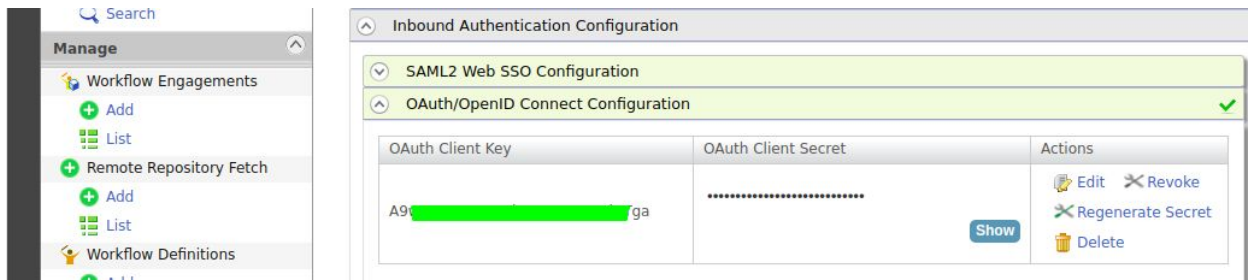 Search
Manage
Workflow Engagements
Add
List
Remote Repository Fetch
Add
List
Workflow Definitions
Inbound Authentication Configuration
SAML2 Web SSO Configuration
OAuth/OpenID Connect Configuration
OAuth Client Key
OAuth Client Secret
Actions
••••••••••••••••••••••••••••
Show
Edit
Revoke
Regenerate Secret
Delete